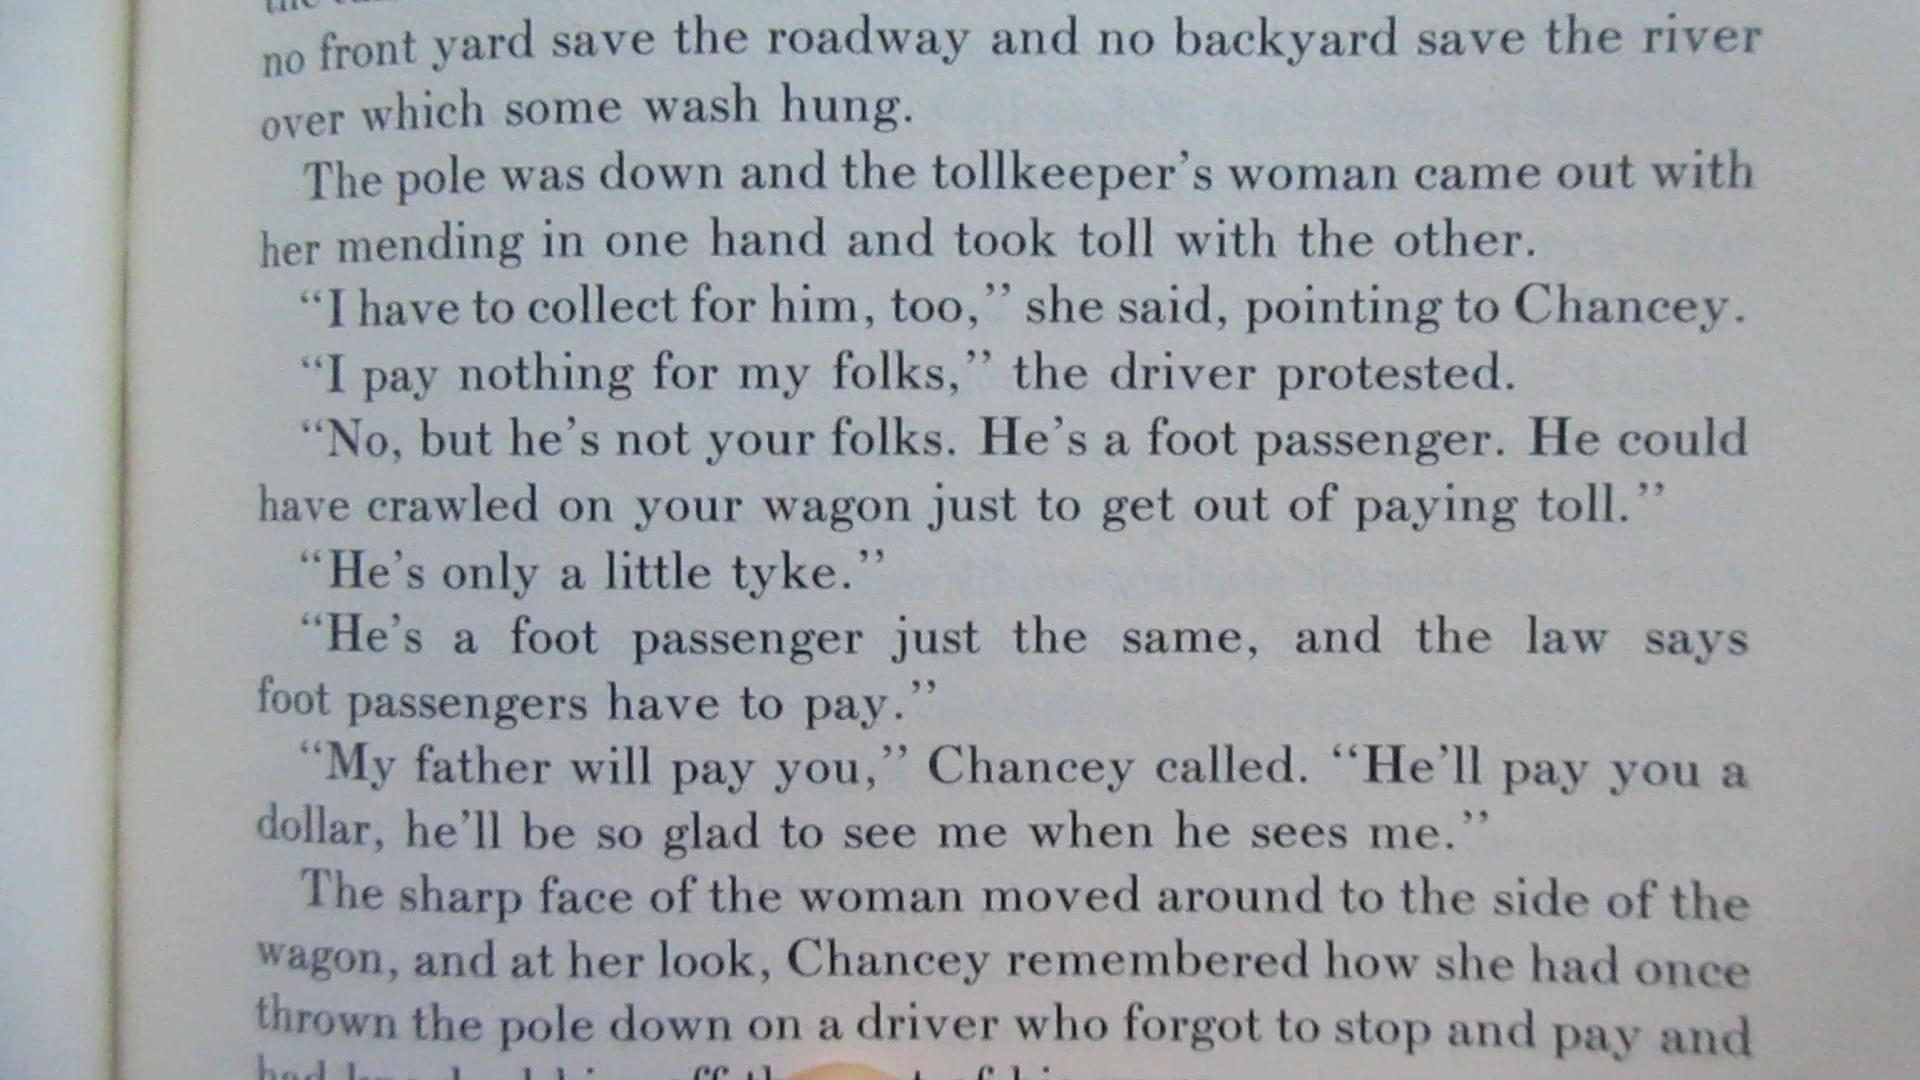 no front yard save the roadway and no backyard save the river
over which some wash hung.
The pole was down and the tollkeeper’s woman came out with
her mending in one hand and took toll with the other.
“I have to collect for him, too,” she said, pointing to Chancey.
“I pay nothing for my folks,” the driver protested.
“No, but he’s not your folks. He’s a foot passenger. He could
have crawled on your wagon just to get out of paying toll.”
“He’s only a little tyke.”
“He’s a foot passenger just the same, and the law says
foot passengers have to pay.”
“My father will pay you,” Chancey called. “He’ll pay you a
dollar, he’ll be so glad to see me when he sees me.”
The sharp face of the woman moved around to the side of the
wagon, and at her look, Chancey remembered how she had once
thrown the pole down on a driver who forgot to stop and pay and